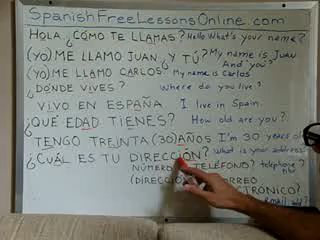 SpanishFreeLessonsOnline.com
HOLA ¿CÓMO TE LLAMAS? Hello What's your name?
(YO) ME LLAMO JUAN ¿Y TÚ? My name is Juan
And you?
(YO) ME LLAMO CARLOS My name is Carlos
¿DÓNDE VIVES? Where do you live?
VIVO EN ESPAÑA I live in Spain.
¿QUÉ EDAD TIENES? How old are you?
TENGO TREINTA (30) AÑOS I'm 30 years old
¿CUÁL ES TU DIRECCIÓN? What is your address
NÚMERO TELÉFONO? telephone
(DIRECCIÓN CORREO
ELECTRÓNICO?